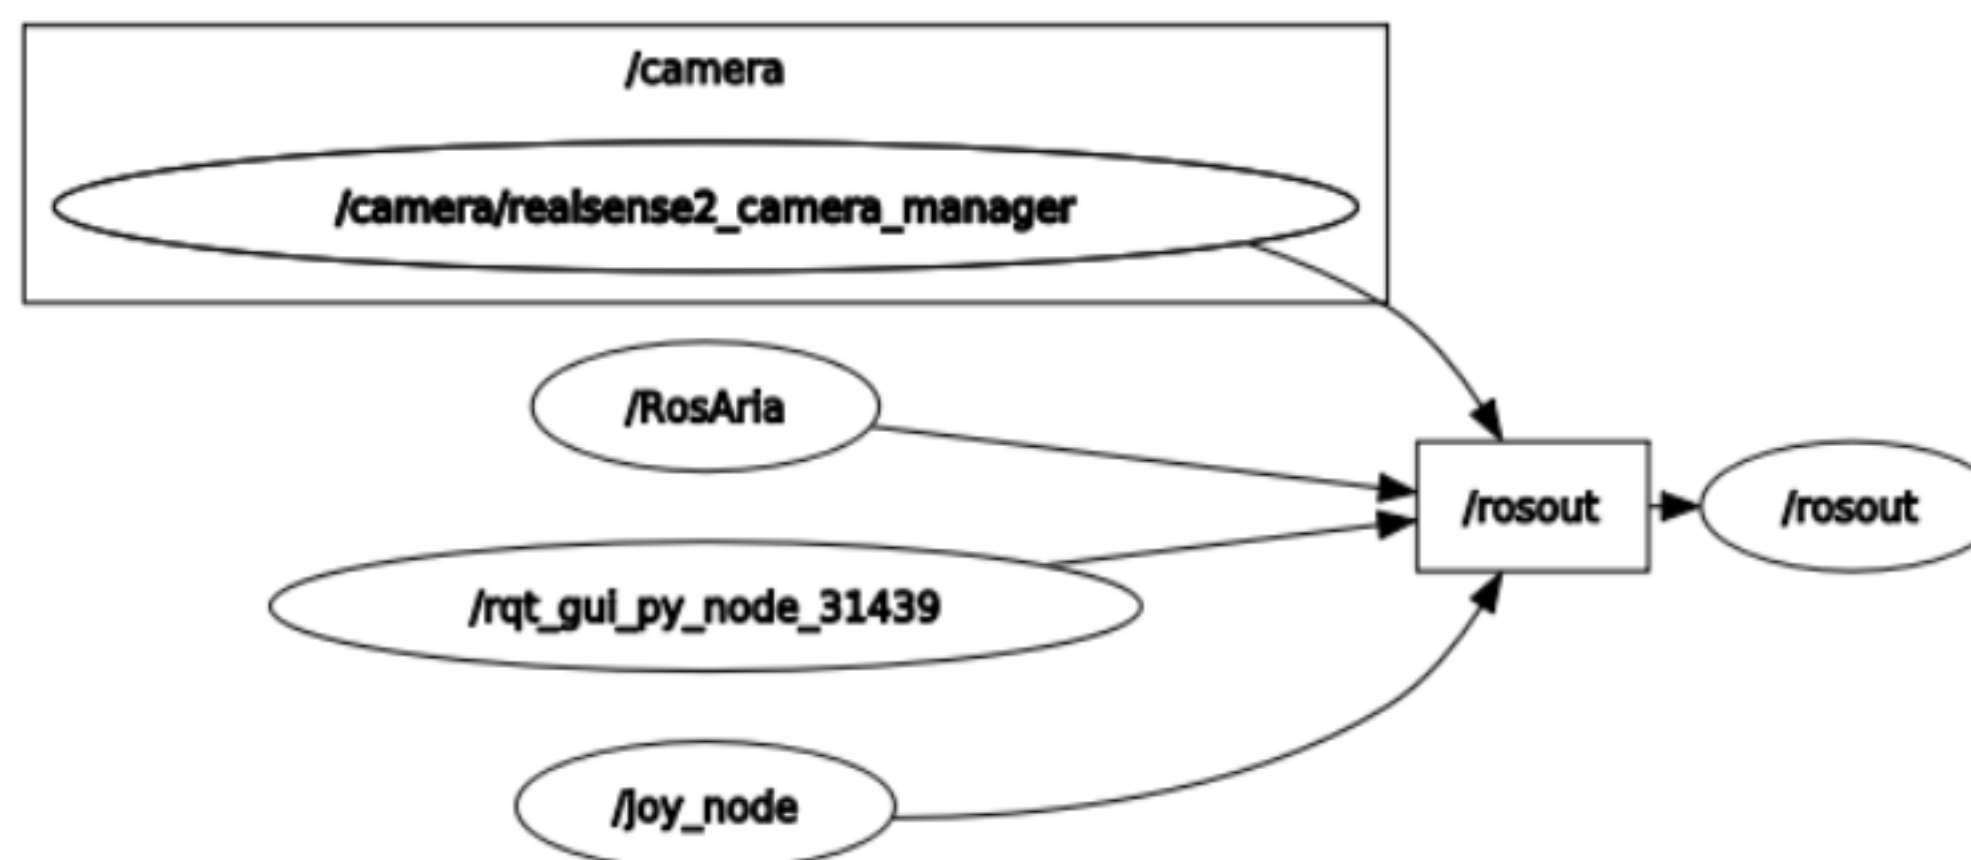 /camera
/camera/realsense2_camera_manager
/RosAria
/rosout
/rosout
/rqt_gui_py_node_31439
/joy_node